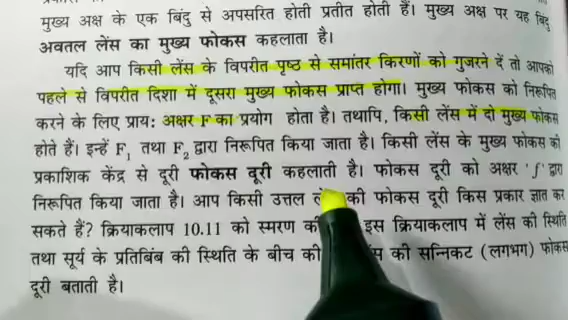 मुख्य अक्ष के एक बिंदु से अपसरित होती प्रतीत होती हैं। मुख्य अक्ष पर यह बिंदु
अवतल लेंस का मुख्य फोकस कहलाता है।
यदि आप किसी लेंस के विपरीत पृष्ठ से समांतर किरणों को गुजरने दें तो आपको
पहले से विपरीत दिशा में दूसरा मुख्य फोकस प्राप्त होगा। मुख्य फोकस को निरूपित
करने के लिए प्राय: अक्षर F का प्रयोग होता है। तथापि, किसी लेंस में दो मुख्य फोकस
होते हैं। इन्हें F1 तथा F2 द्वारा निरूपित किया जाता है। किसी लेंस के मुख्य फोकस की
प्रकाशिक केंद्र से दूरी फोकस दूरी कहलाती है। फोकस दूरी को अक्षर 'f' द्वारा
निरूपित किया जाता है। आप किसी उत्तल की फोकस दूरी किस प्रकार ज्ञात कर
सकते हैं? क्रियाकलाप 10.11 को स्मरण इस क्रियाकलाप में लेंस की स्थिति
तथा सूर्य के प्रतिबिंब की स्थिति के बीच की की सन्निकट (लगभग) फोकस
दूरी बताती है।